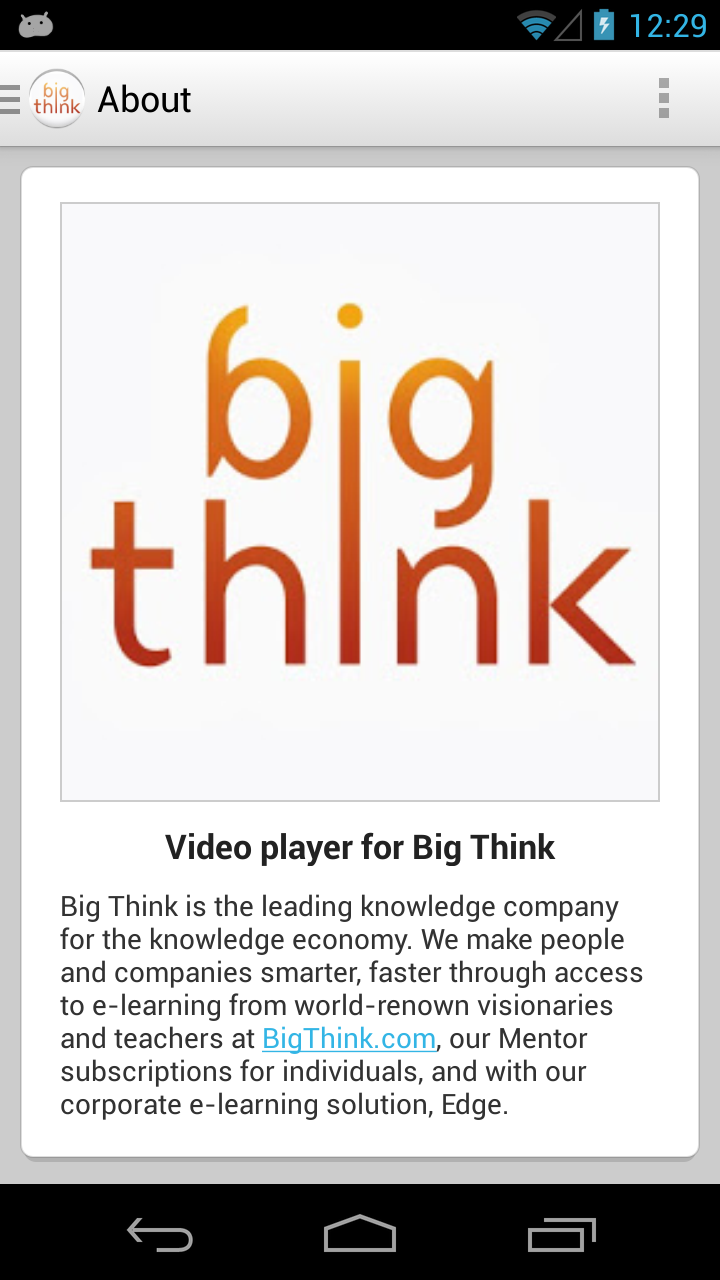 12:29
big
think
About
big
think
Video player for Big Think
Big Think is the leading knowledge company
for the knowledge economy. We make people
and companies smarter, faster through access
to e-learning from world-renown visionaries
and teachers at BigThink.com, our Mentor
subscriptions for individuals, and with our
corporate e-learning solution, Edge.